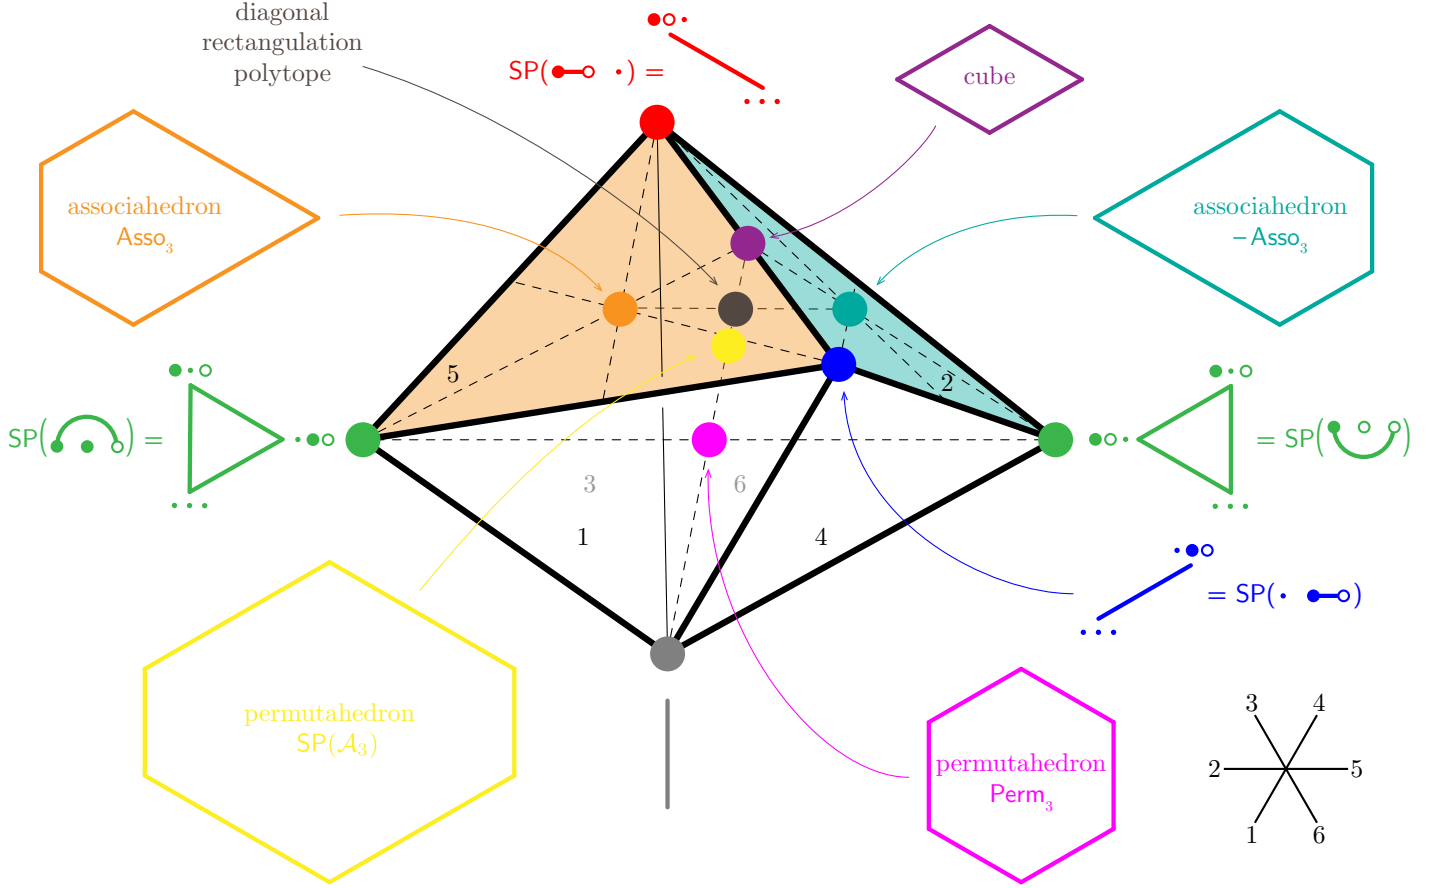 diagonal
rectangulation
polytope
SP( ) =
cube
associahedron
Asso₃
associahedron
−Asso₃
5
2
SP( ) =
= SP( )
3
6
1
4
= SP( )
permutahedron
SP(𝒜₃)
permutahedron
Perm₃
3 4
2 5
1 6